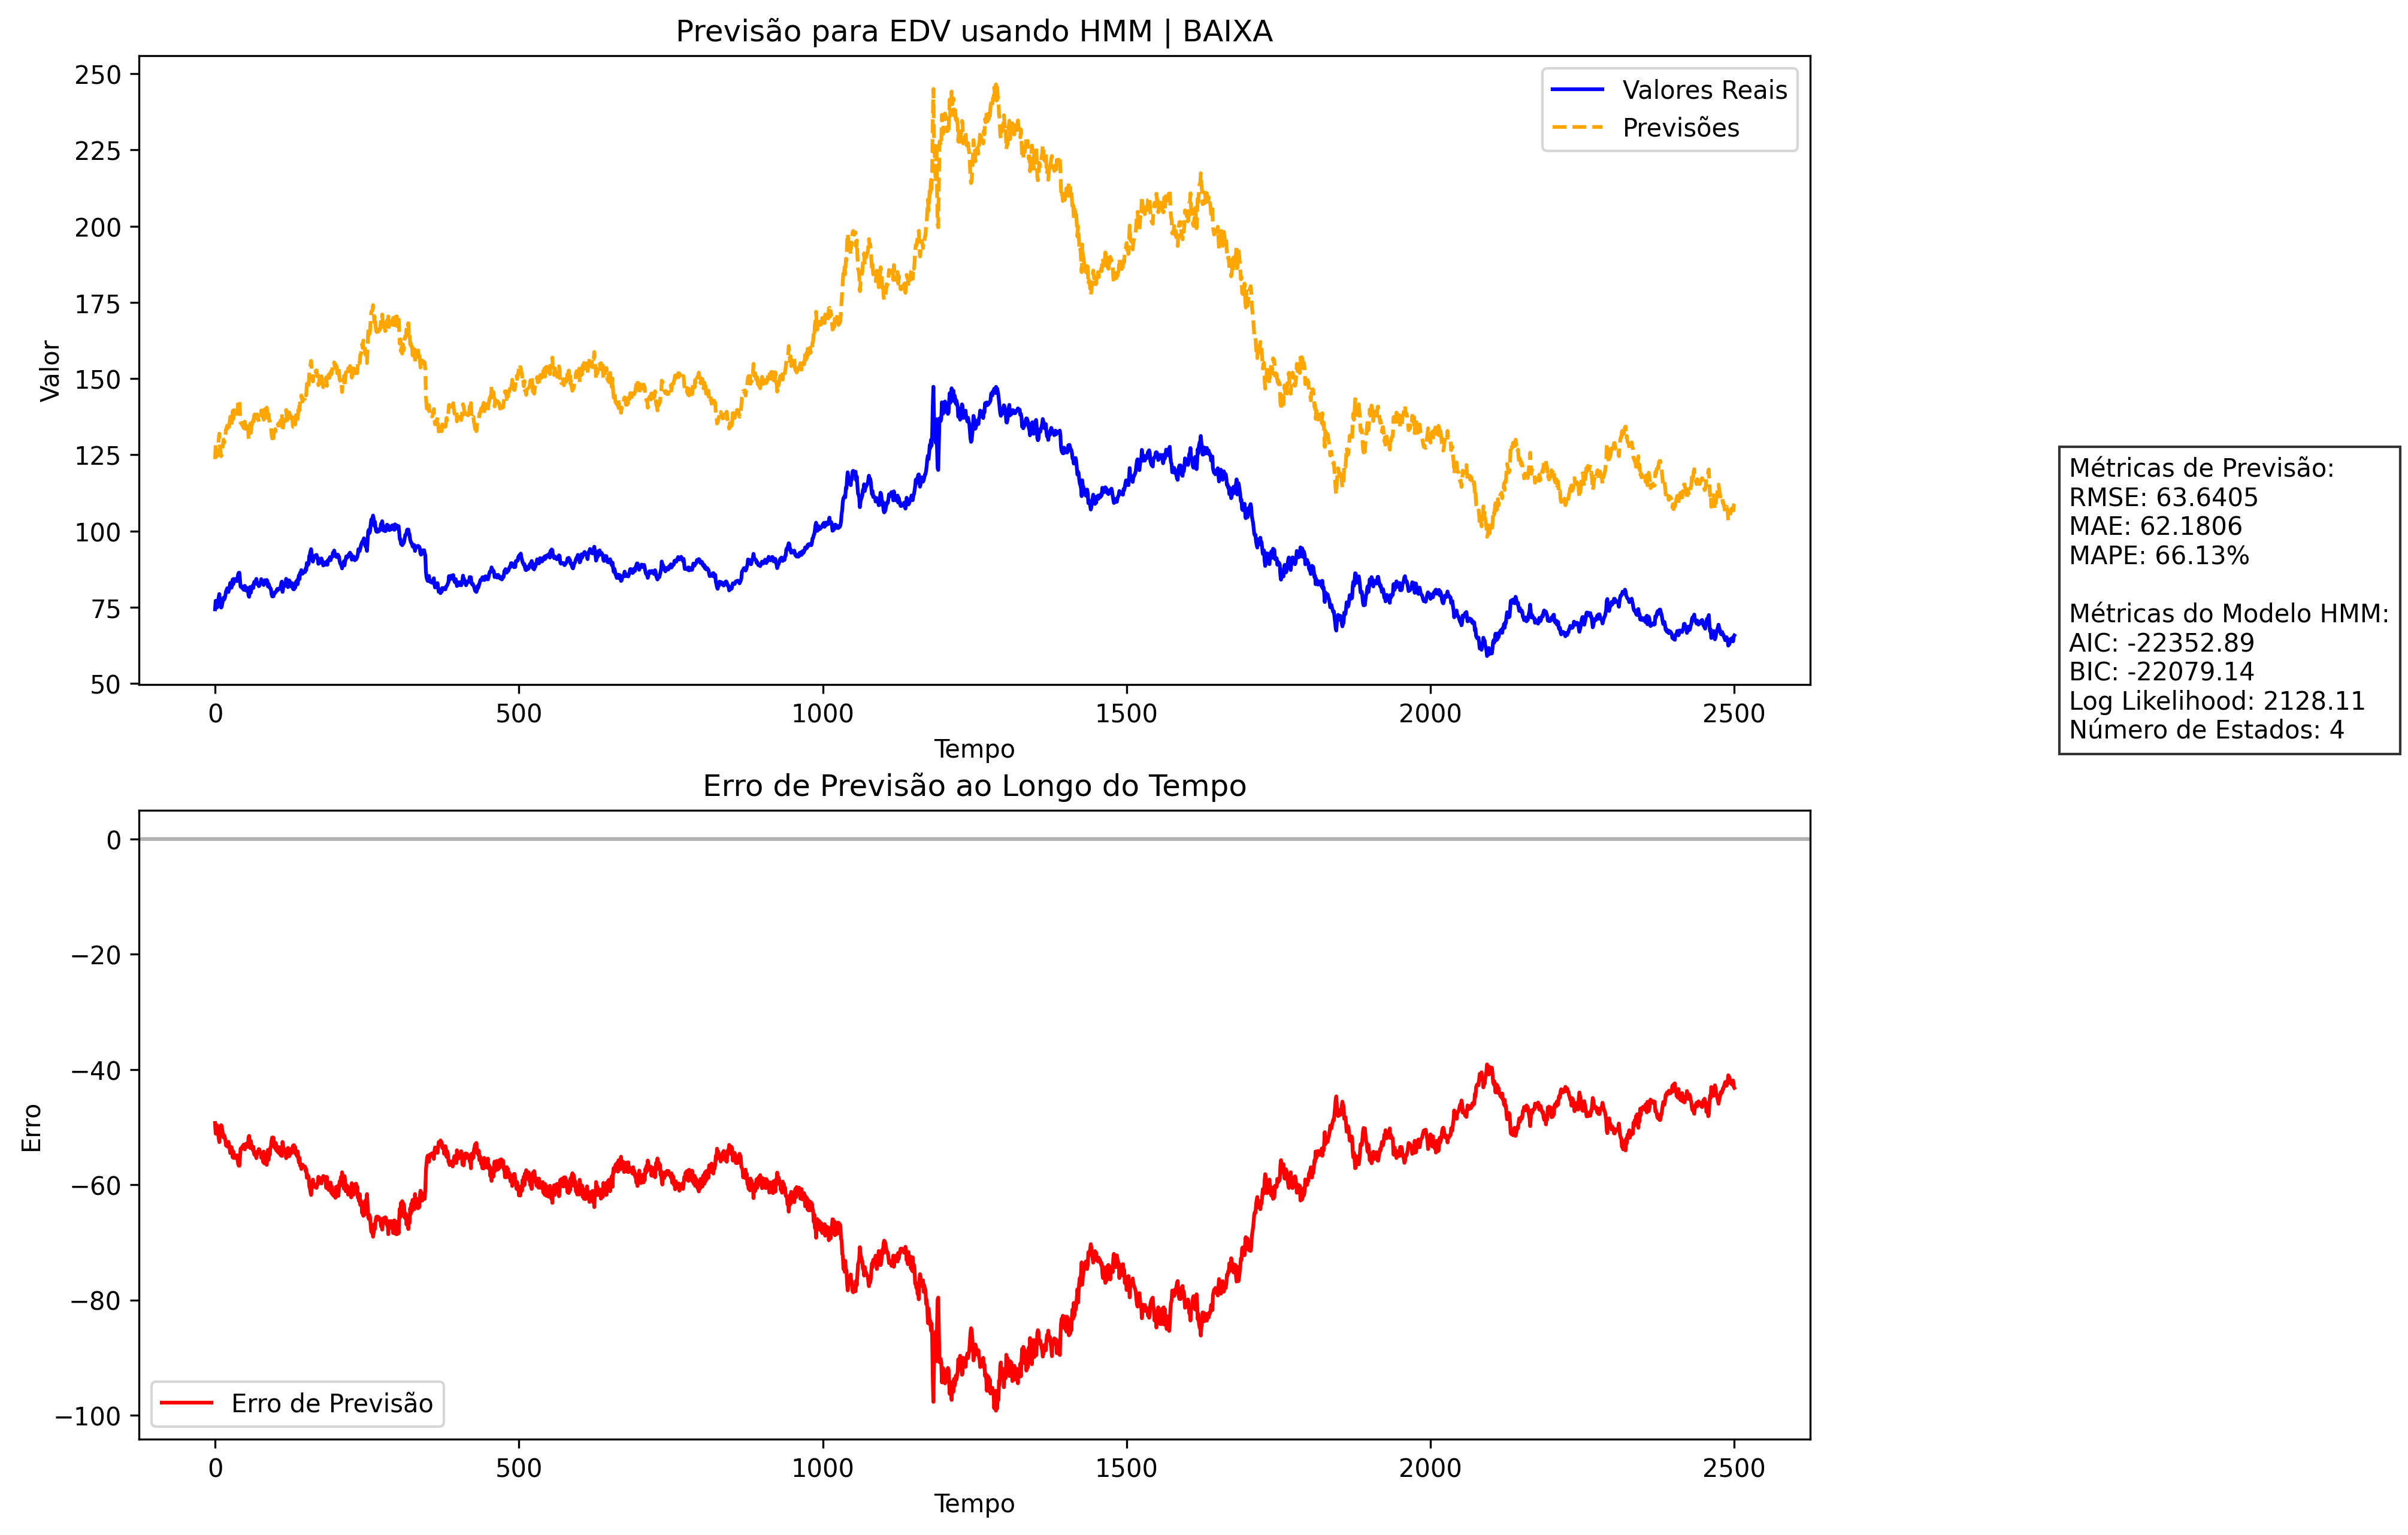 Previsão para EDV usando HMM | BAIXA
250
225
200
175
150
125
100
75
50
Valor
Valores Reais
Previsões
0
500
1000
1500
2000
2500
Tempo
Métricas de Previsão:
RMSE: 63.6405
MAE: 62.1806
MAPE: 66.13%
Métricas do Modelo HMM:
AIC: -22352.89
BIC: -22079.14
Log Likelihood: 2128.11
Número de Estados: 4
Erro de Previsão ao Longo do Tempo
0
−20
−40
−60
−80
−100
Erro
Erro de Previsão
0
500
1000
1500
2000
2500
Tempo